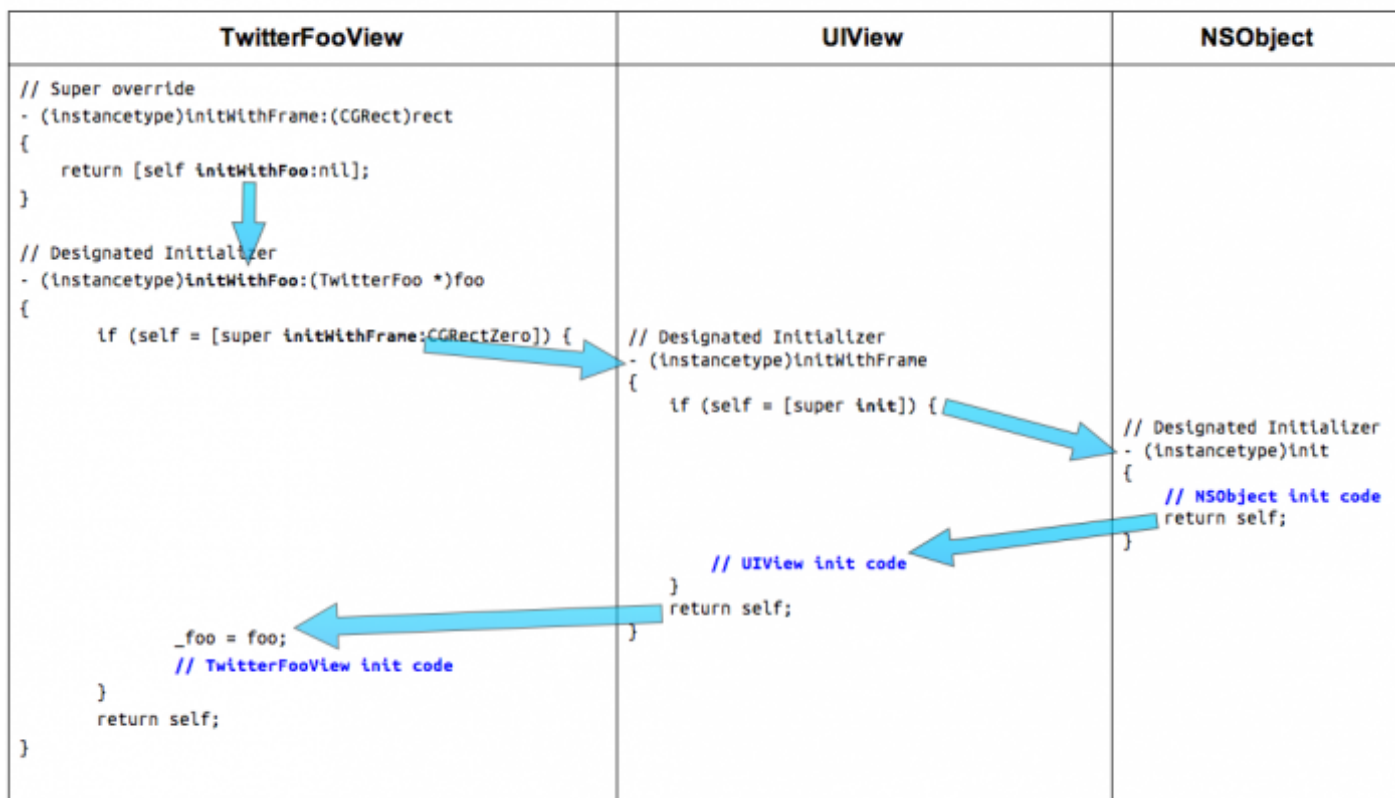 TwitterFooView
// Super override
- (instancetype)initWithFrame:(CGRect)rect
{
return [self initWithFoo:nil];
}
// Designated Initializer
- (instancetype)initWithFoo:(TwitterFoo *)foo
{
if (self = [super initWithFrame:CGRectZero]) {
_foo = foo;
// TwitterFooView init code
}
return self;
}
UIView
// Designated Initializer
- (instancetype)initWithFrame
{
if (self = [super init]) {
// UIView init code
}
return self;
}
NSObject
// Designated Initializer
- (instancetype)init
{
// NSObject init code
return self;
}